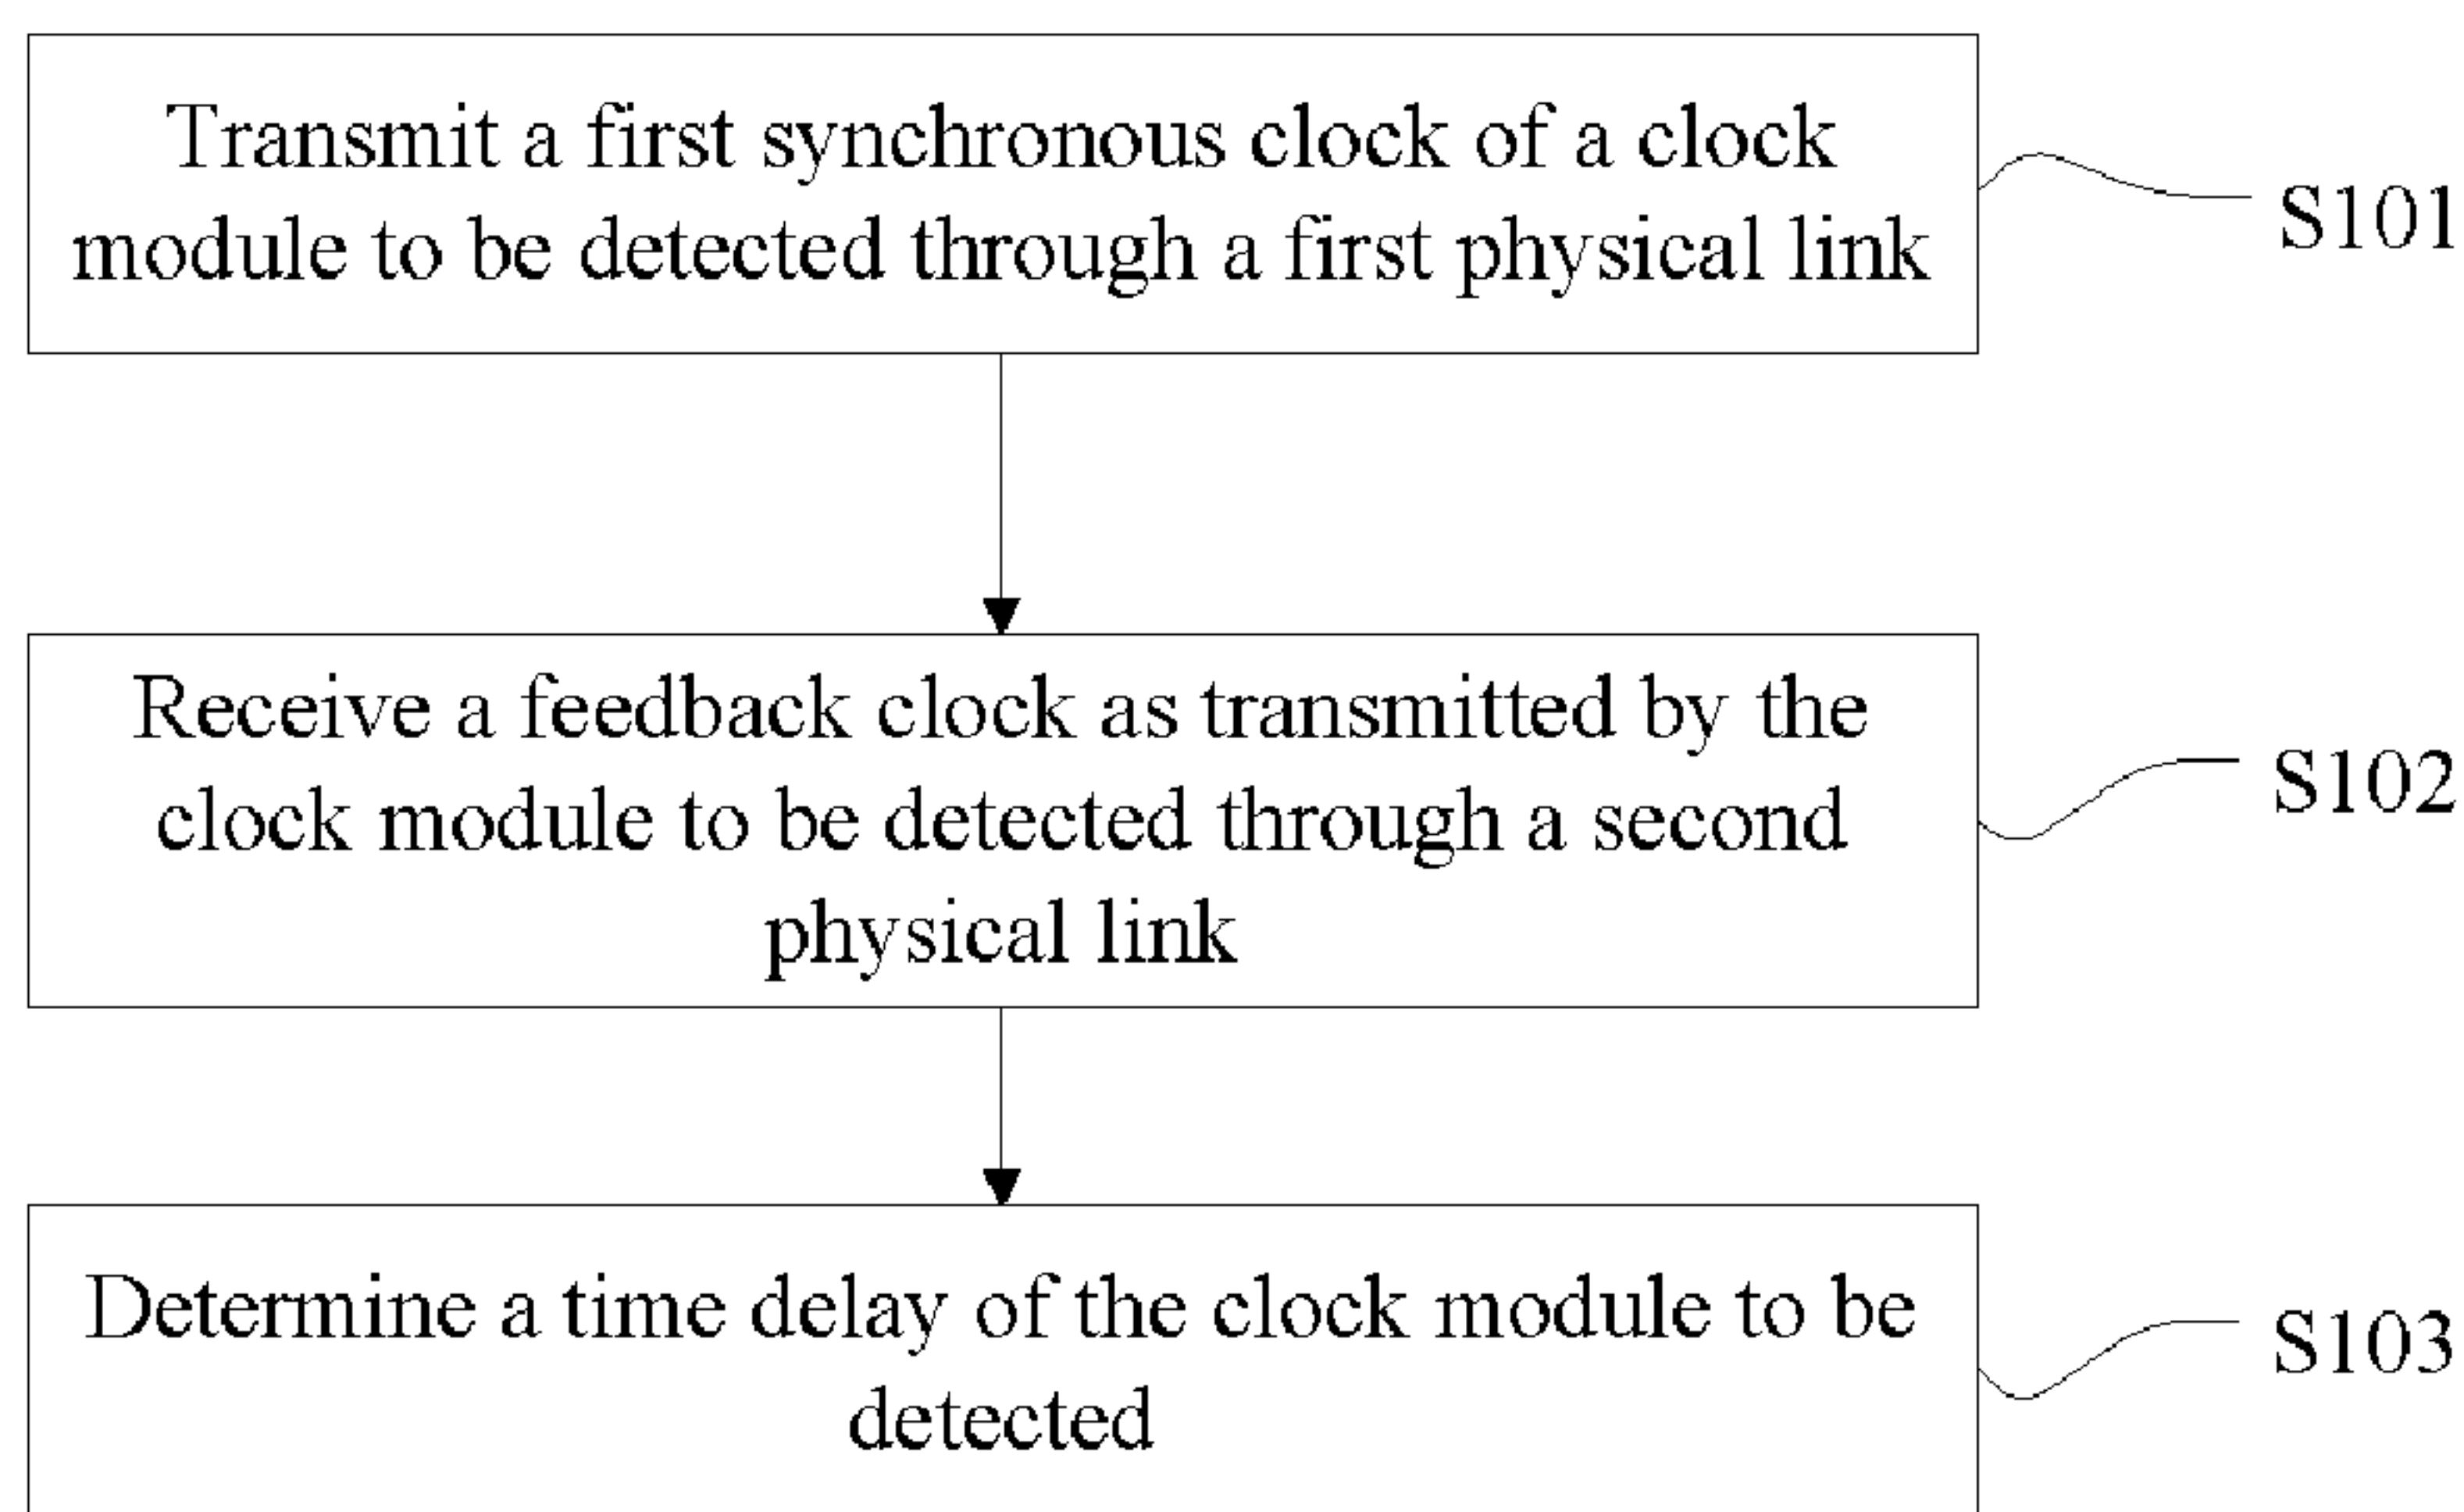 Transmit a first synchronous clock of a clock
module to be detected through a first physical link
S101
Receive a feedback clock as transmitted by the
clock module to be detected through a second
physical link
S102
Determine a time delay of the clock module to be
detected
S103